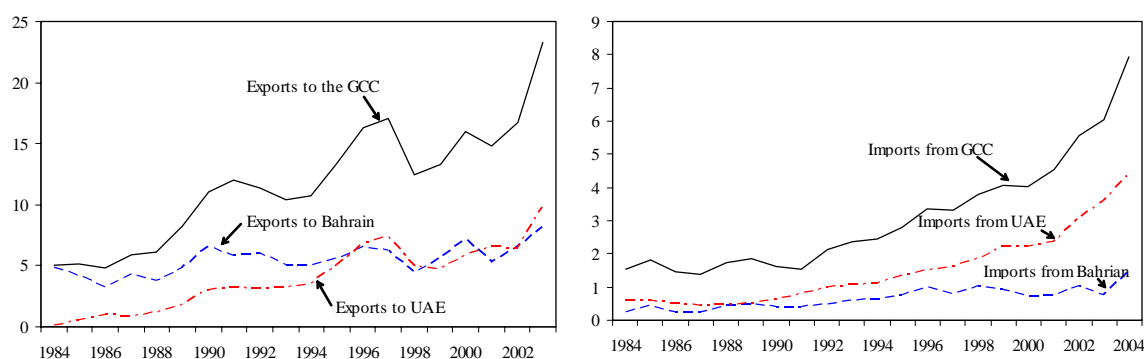 25
20
15
10
5
0
Exports to the GCC
Exports to Bahrain
Exports to UAE
1984 1986 1988 1990 1992 1994 1996 1998 2000 2002
9
8
7
6
5
4
3
2
1
0
Imports from GCC
Imports from UAE
Imports from Bahrian
1984 1986 1988 1990 1992 1994 1996 1998 2000 2002 2004